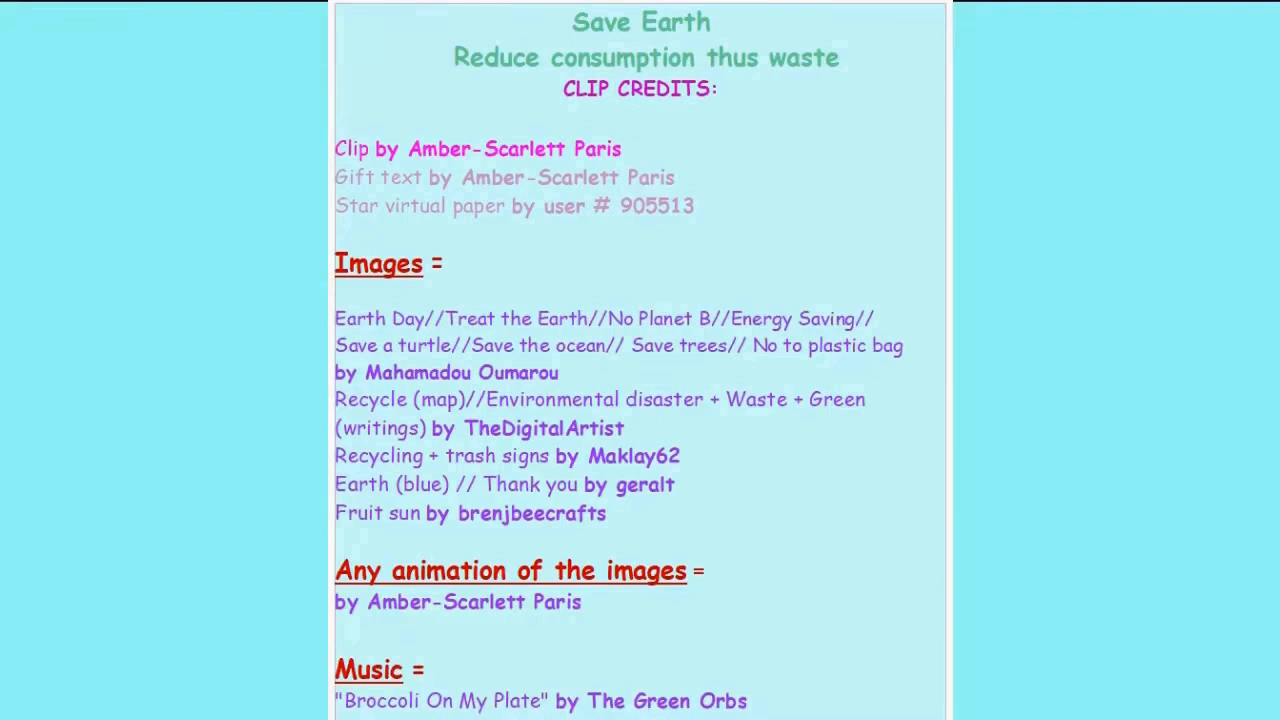 Save Earth
Reduce consumption thus waste
CLIP CREDITS:
Clip by Amber-Scarlett Paris
Gift text by Amber-Scarlett Paris
Star virtual paper by user # 905513
Images =
Earth Day//Treat the Earth//No Planet B//Energy Saving//
Save a turtle//Save the ocean// Save trees// No to plastic bag
by Mahamadou Oumarou
Recycle (map)//Environmental disaster + Waste + Green
(writings) by TheDigitalArtist
Recycling + trash signs by Maklay62
Earth (blue) // Thank you by geralt
Fruit sun by brenjbeecrafts
Any animation of the images =
by Amber-Scarlett Paris
Music =
"Broccoli On My Plate" by The Green Orbs